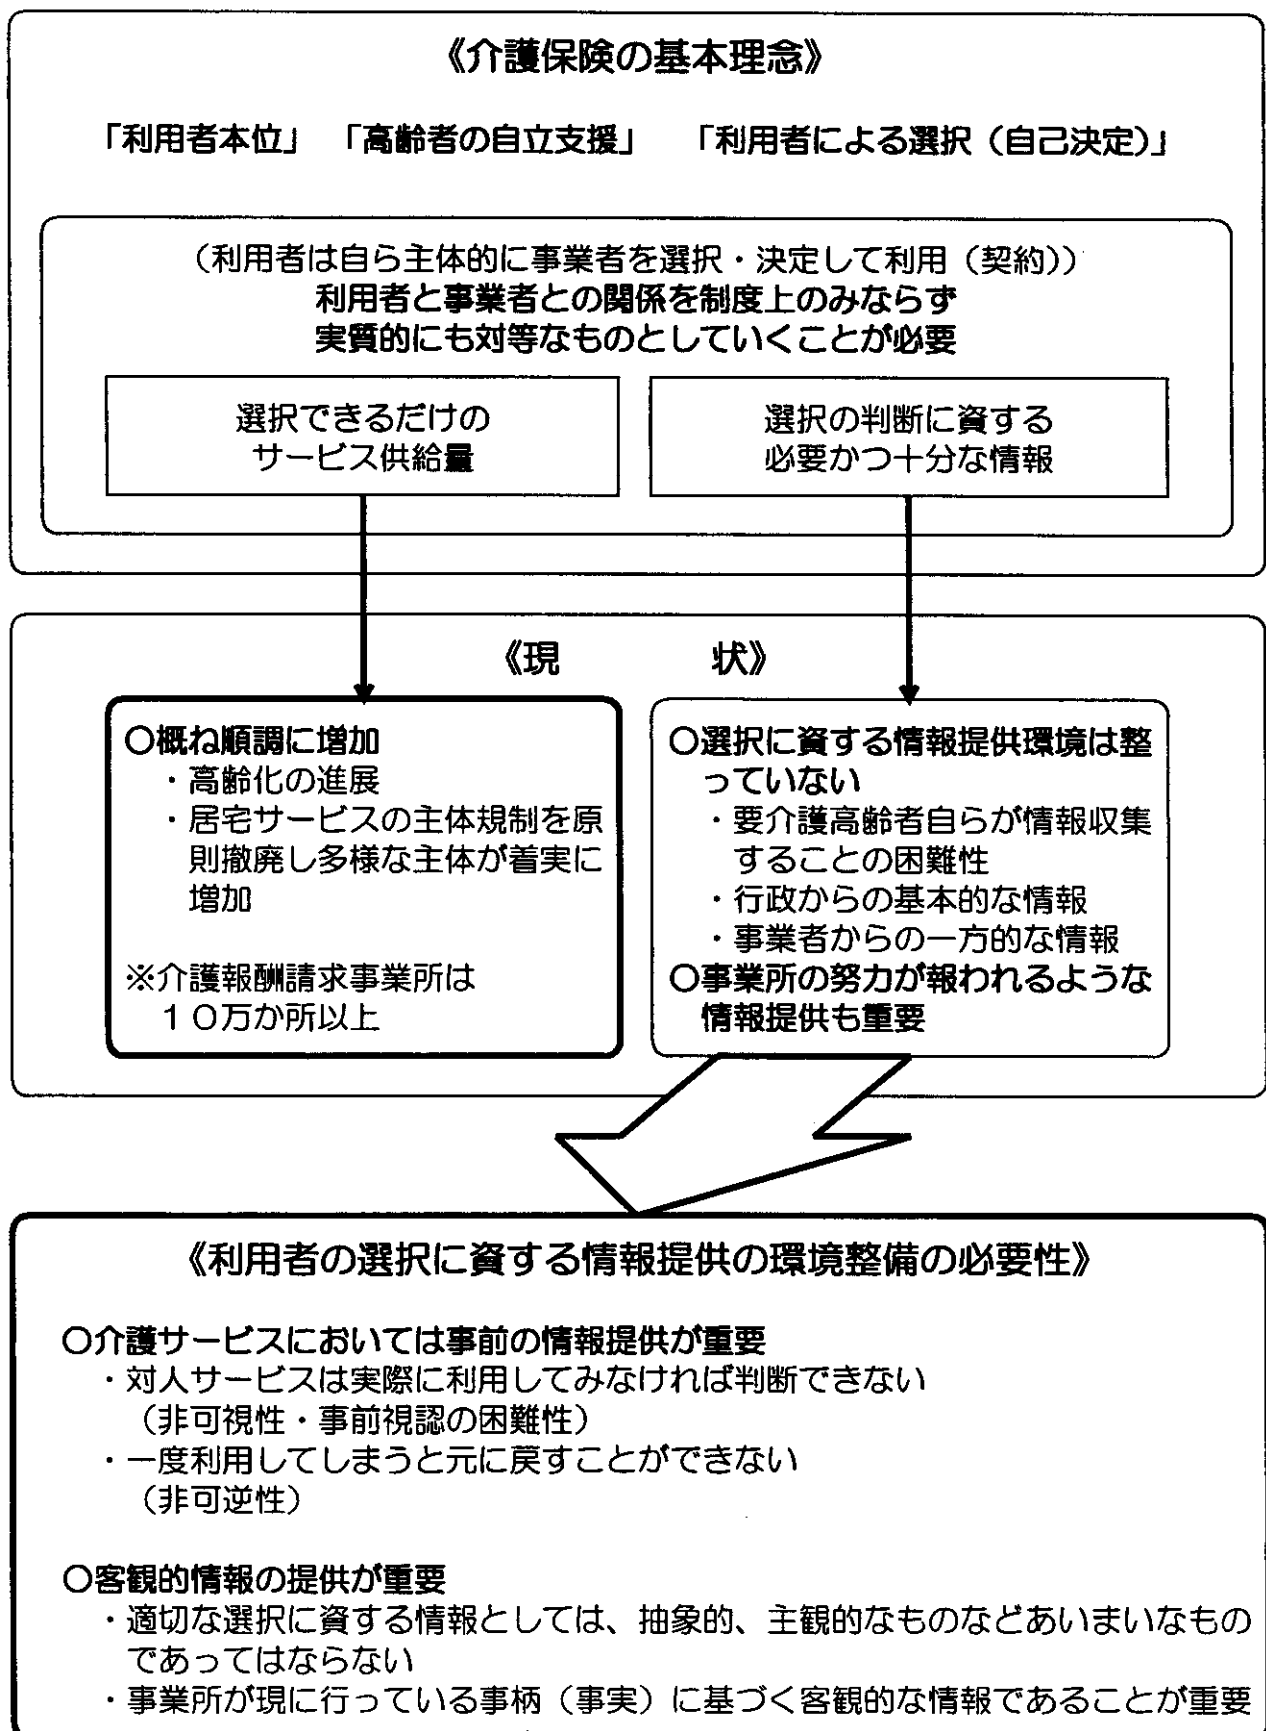 《介護保険の基本理念》
「利用者本位」 「高齢者の自立支援」 「利用者による選択（自己決定）」
（利用者は自ら主体的に事業者を選択・決定して利用（契約））
利用者と事業者との関係を制度上のみならず
実質的にも対等なものとしていくことが必要
選択できるだけの
サービス供給量
選択の判断に資する
必要かつ十分な情報
《現 状》
○概ね順調に増加
・高齢化の進展
・居宅サービスの主体規制を原
則撤廃し多様な主体が着実に
増加
※介護報酬請求事業所は
１０万か所以上
○選択に資する情報提供環境は整
っていない
・要介護高齢者自らが情報収集
することの困難性
・行政からの基本的な情報
・事業者からの一方的な情報
○事業所の努力が報われるような
情報提供も重要
《利用者の選択に資する情報提供の環境整備の必要性》
○介護サービスにおいては事前の情報提供が重要
・対人サービスは実際に利用してみなければ判断できない
（非可視性・事前視認の困難性）
・一度利用してしまうと元に戻すことができない
（非可逆性）
○客観的情報の提供が重要
・適切な選択に資する情報としては、抽象的、主観的なものなどあいまいなもの
であってはならない
・事業所が現に行っている事柄（事実）に基づく客観的な情報であることが重要